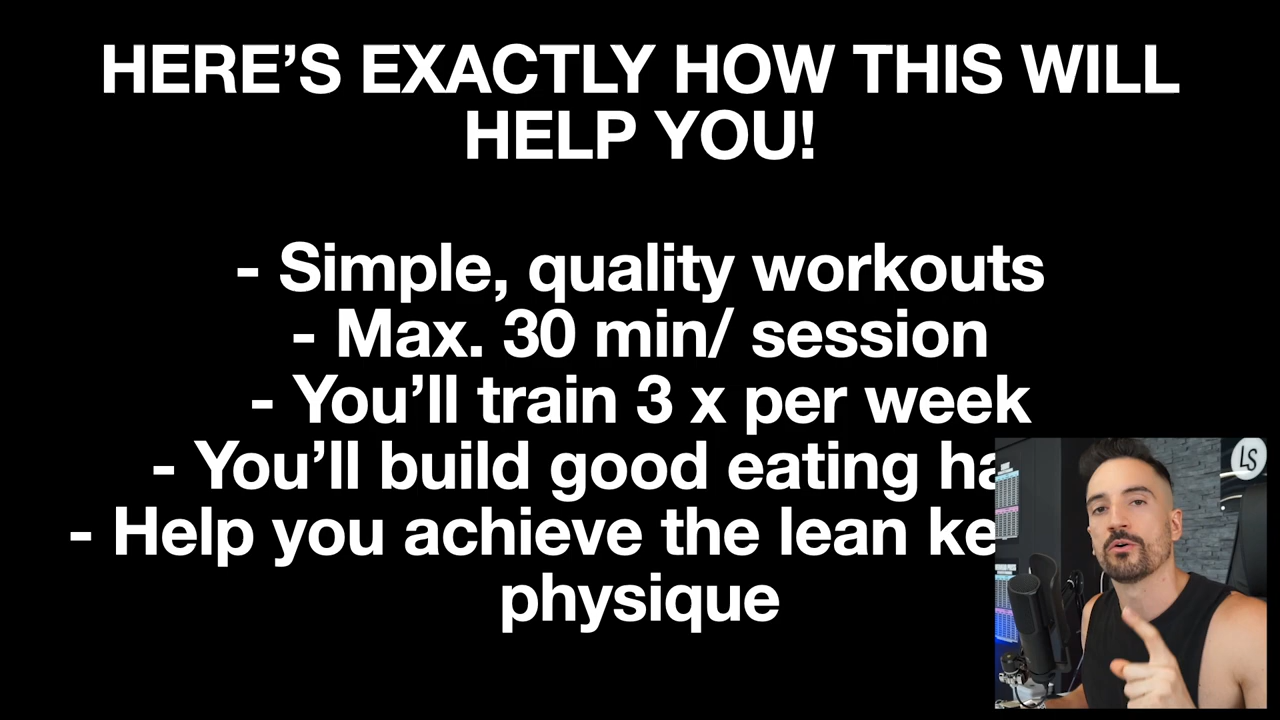 HERE’S EXACTLY HOW THIS WILL
HELP YOU!
- Simple, quality workouts
- Max. 30 min/ session
- You’ll train 3 x per week
- You’ll build good eating
- Help you achieve the lean
physique
LS